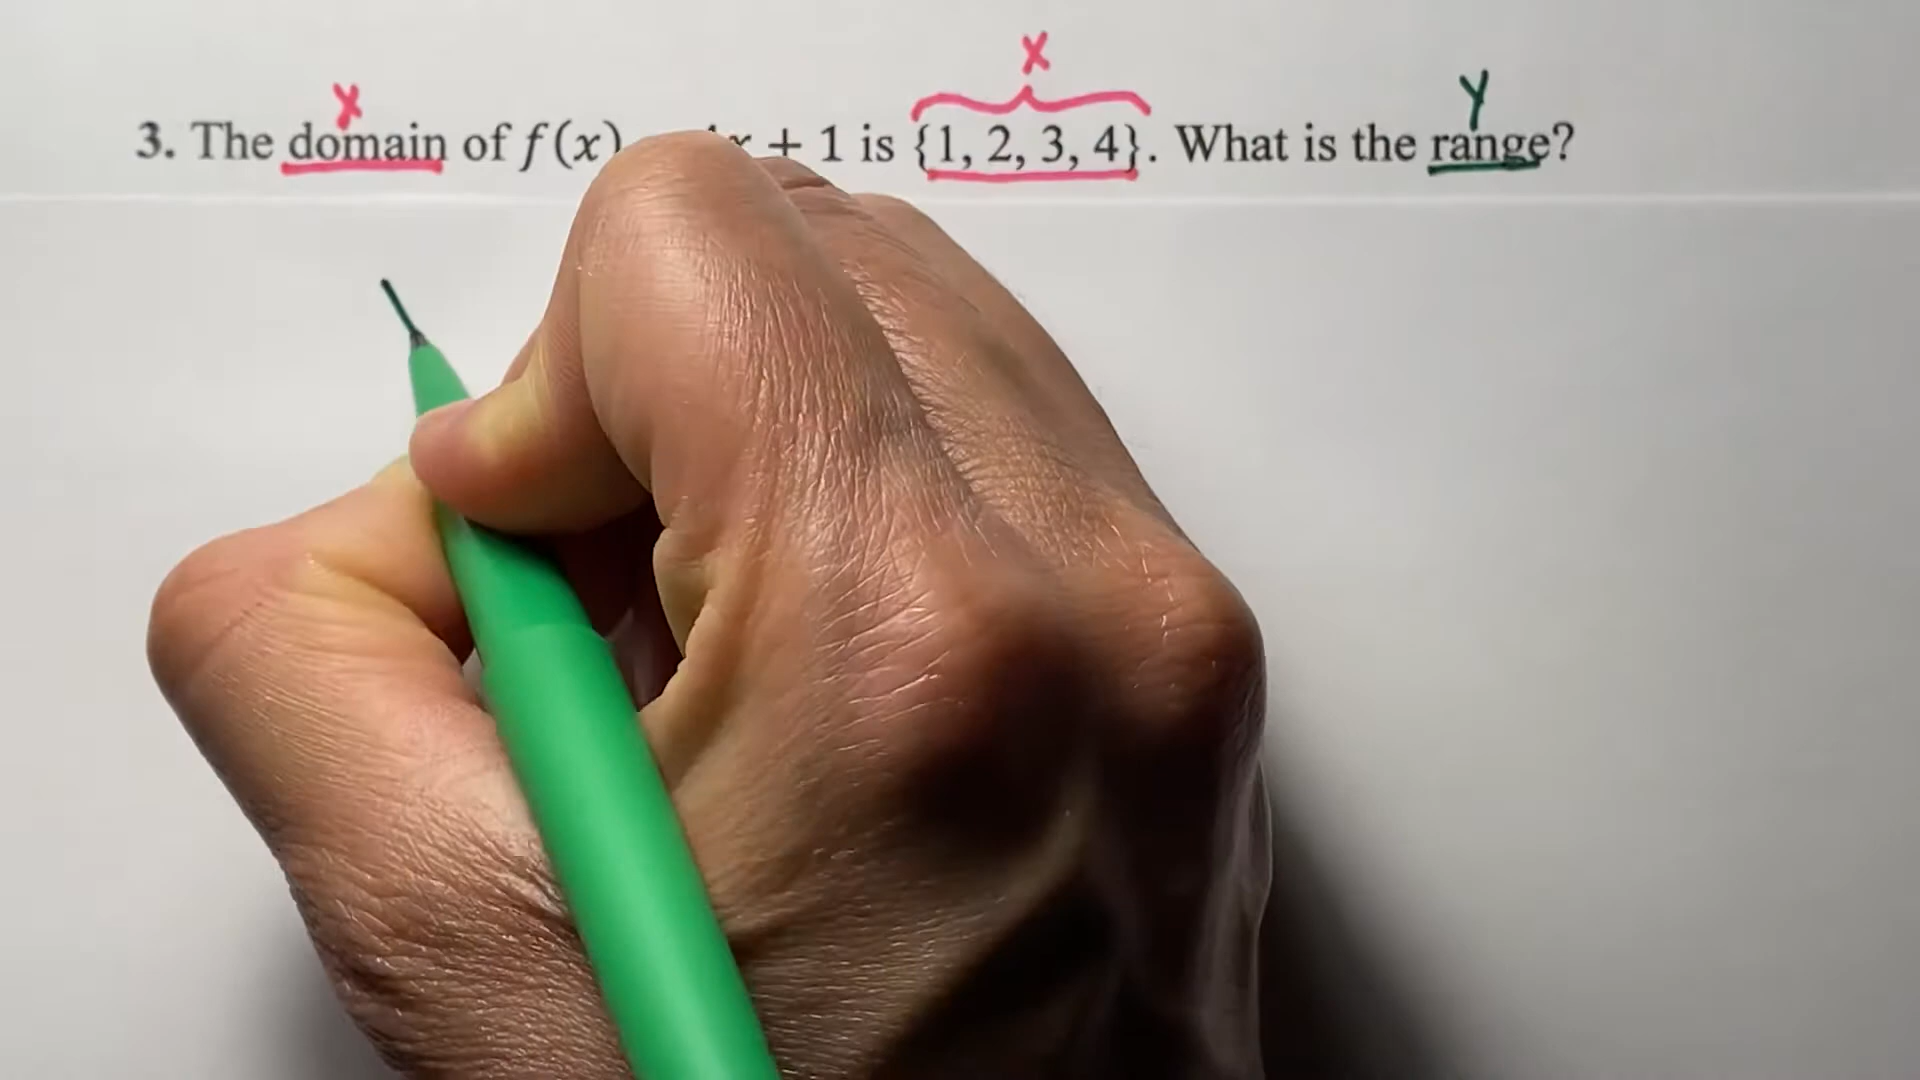 x
x
y
3. The domain of f(x) x + 1 is {1, 2, 3, 4}. What is the range?